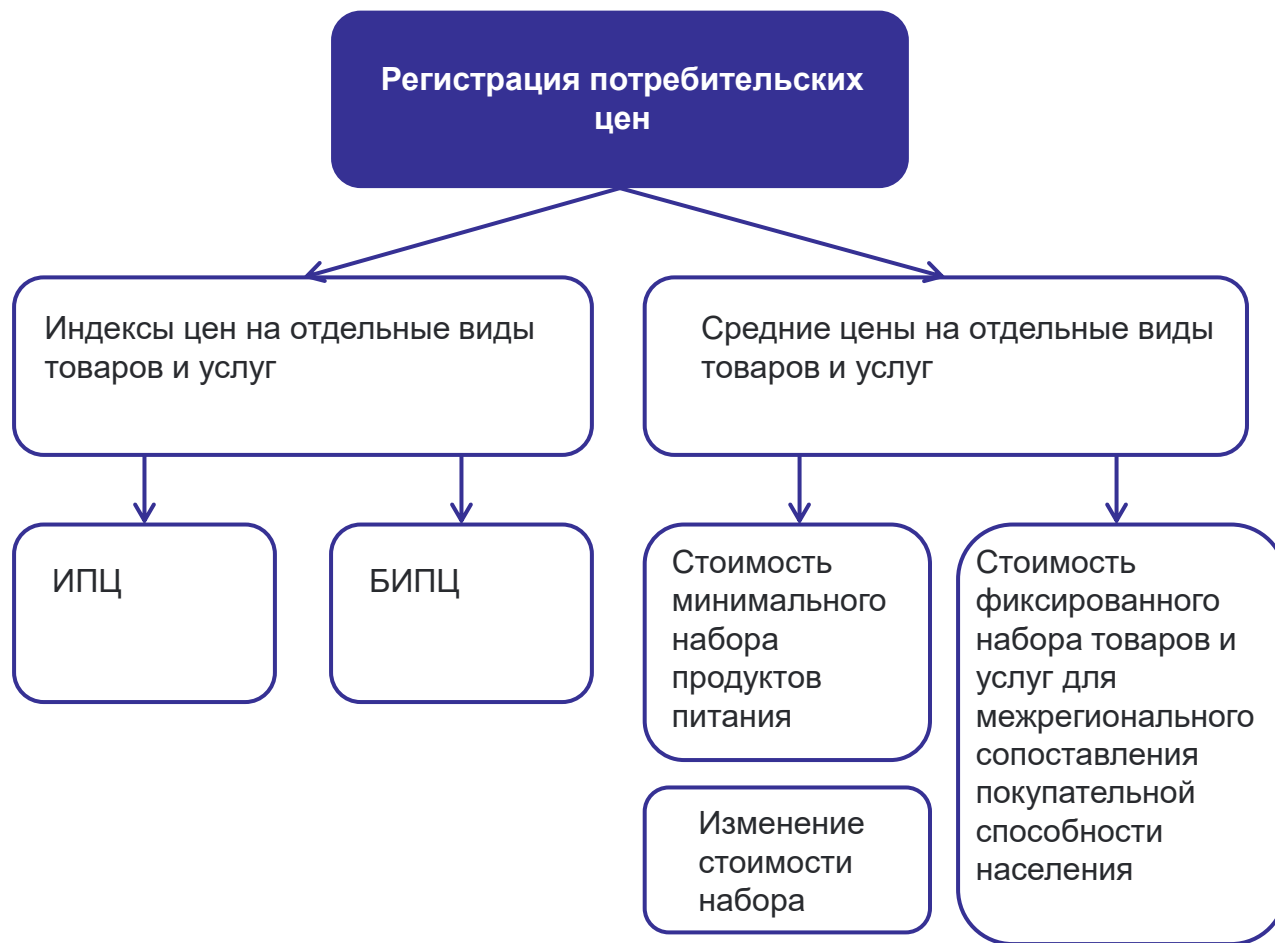 Регистрация потребительских
цен
Индексы цен на отдельные виды
товаров и услуг
Средние цены на отдельные виды
товаров и услуг
ИПЦ
БИПЦ
Стоимость
минимального
набора
продуктов
питания
Стоимость
фиксированного
набора товаров и
услуг для
межрегионального
сопоставления
покупательной
способности
населения
Изменение
стоимости
набора